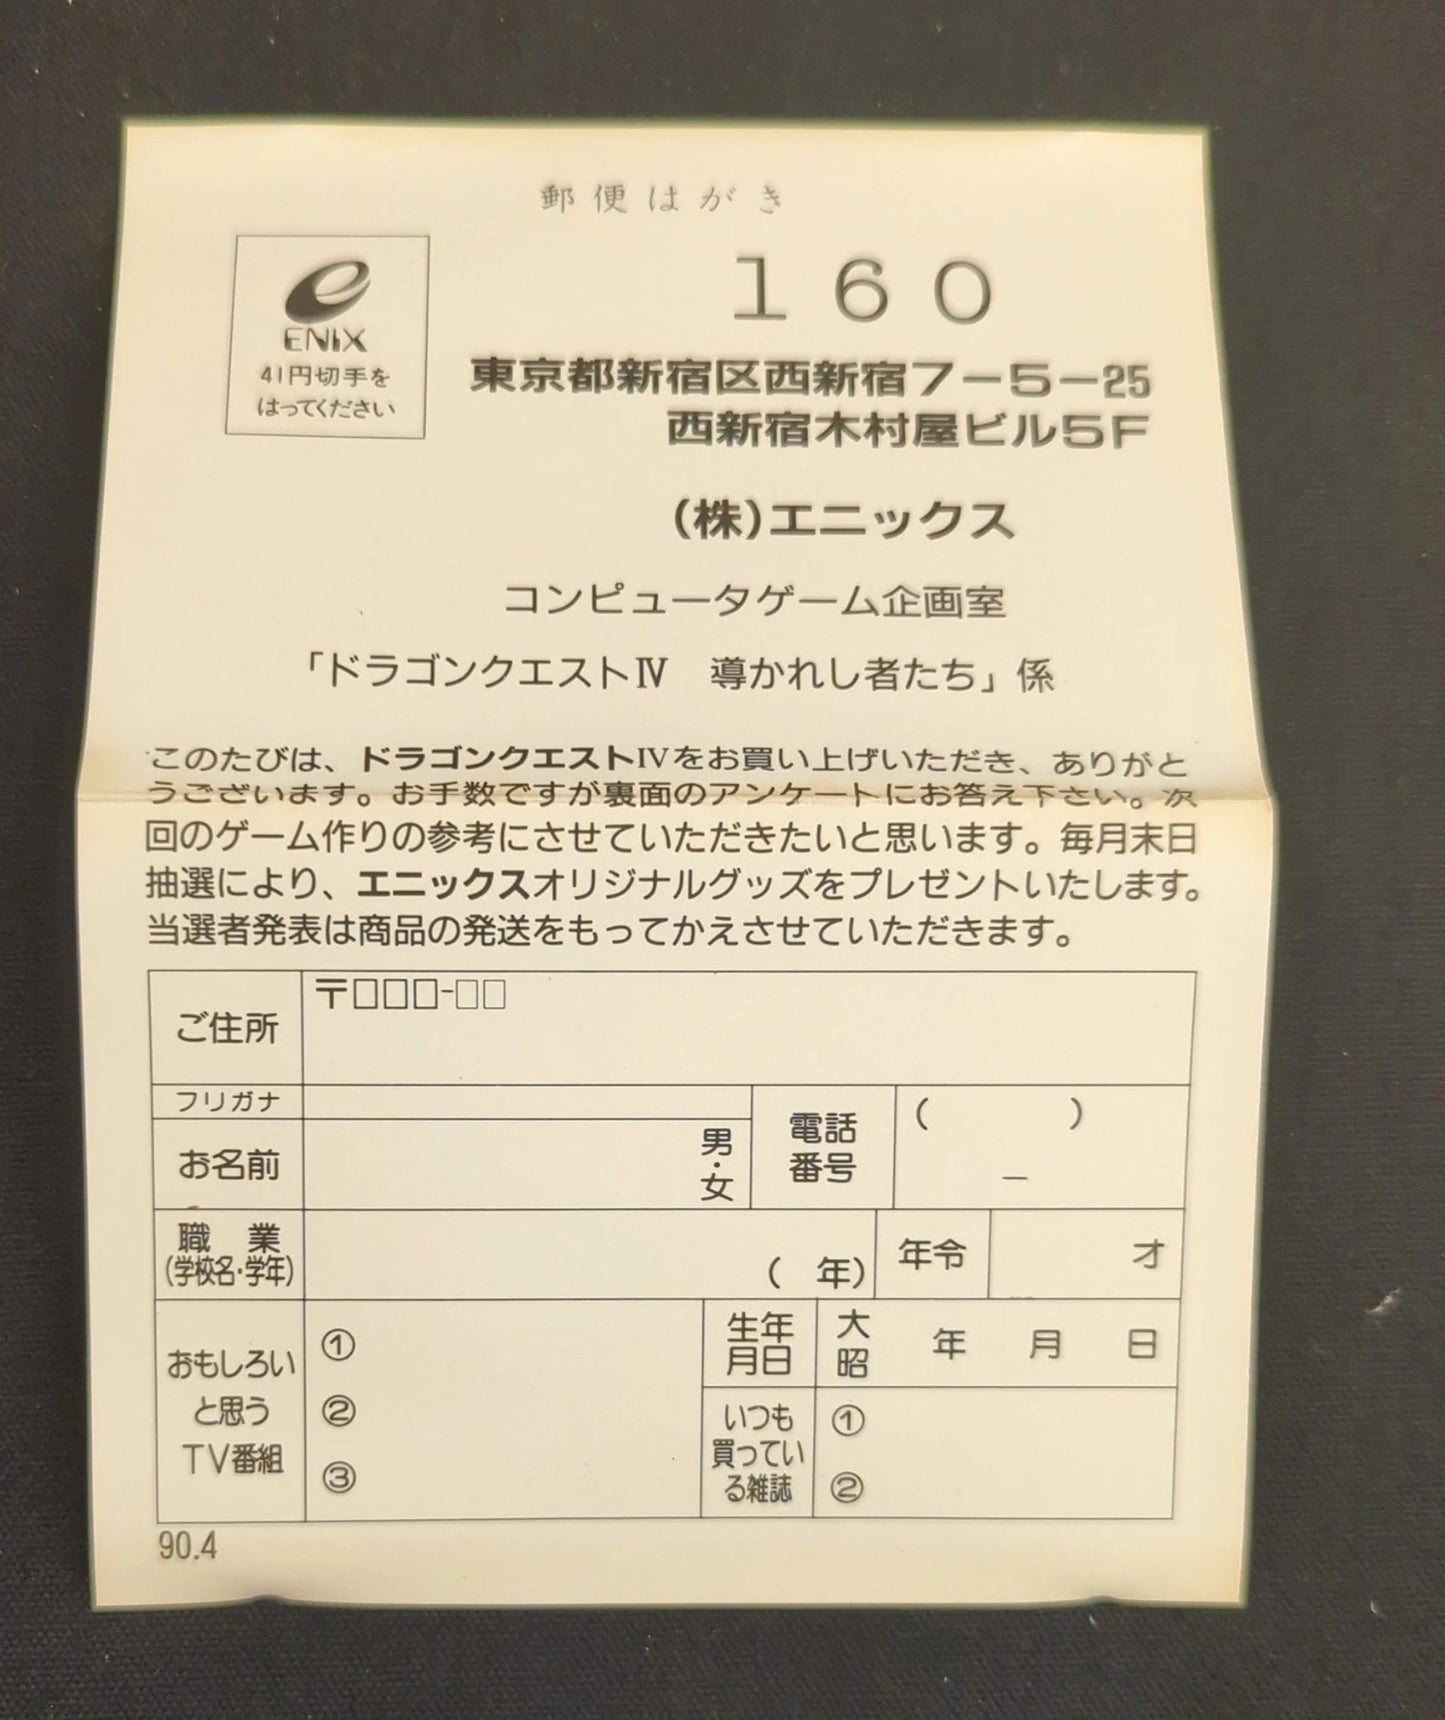 郵便はがき
ENIX
41円切手を
はってください
160
東京都新宿区西新宿7-5-25
西新宿木村屋ビル5F
(株)エニックス
コンピュータゲーム企画室
「ドラゴンクエストⅣ 導かれし者たち」係
このたびは、ドラゴンクエストⅣをお買い上げいただき、ありがと
うございます。お手数ですが裏面のアンケートにお答え下さい。次
回のゲーム作りの参考にさせていただきたいと思います。毎月末日
抽選により、エニックスオリジナルグッズをプレゼントいたします。
当選者発表は商品の発送をもってかえさせていただきます。
ご住所
〒□□□-□□
フリガナ
お名前
男・女
電話
番号
(　　　)
－
職　業
(学校名・学年)
(　年)
年令
才
おもしろい
と思う
TV番組
①
②
③
生年
月日
大
昭
年　月　日
いつも
買ってい
る雑誌
①
②
90.4